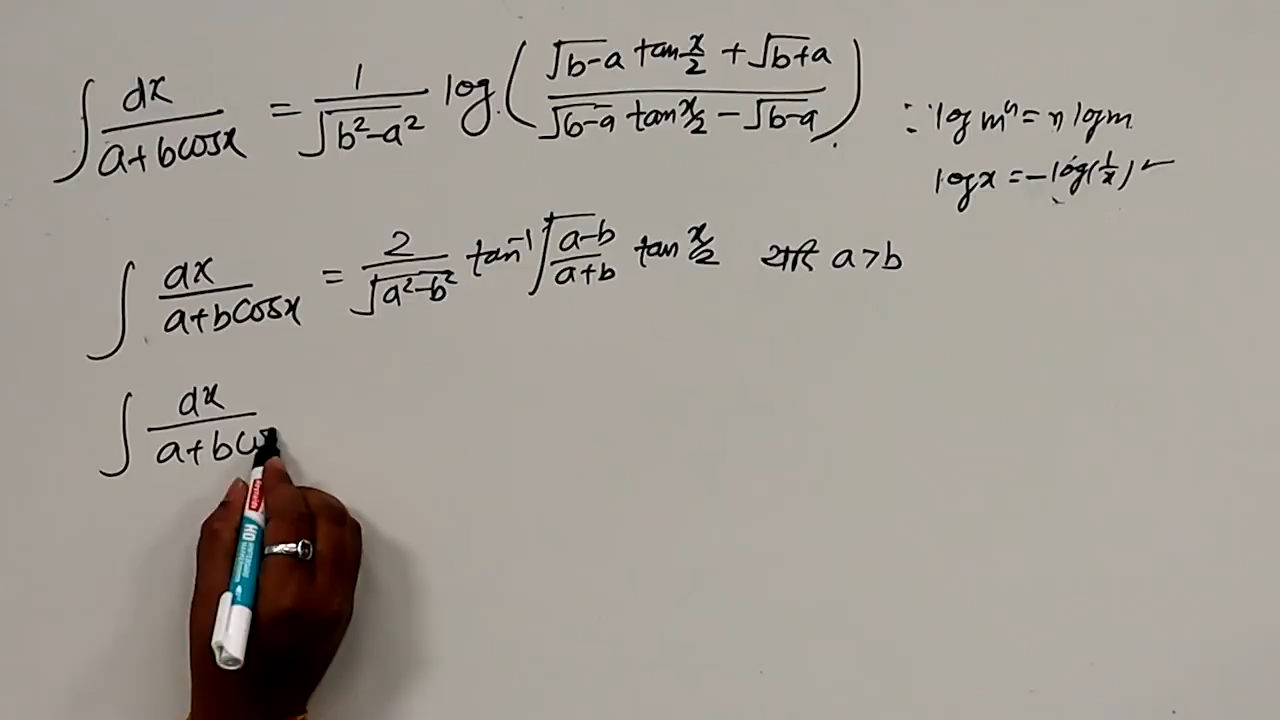 ∫ dx/(a+bcosx) = 1/√(b²-a²) log( (√(b-a) tan x/2 + √(b+a)) / (√(b-a) tan x/2 - √(b-a)) ).
∵ log mⁿ = n log m
log x = -log(1/x)
∫ dx/(a+bcosx) = 2/√(a²-b²) tan⁻¹ √((a-b)/(a+b)) tan x/2 यदि a>b
∫ dx/(a+bco